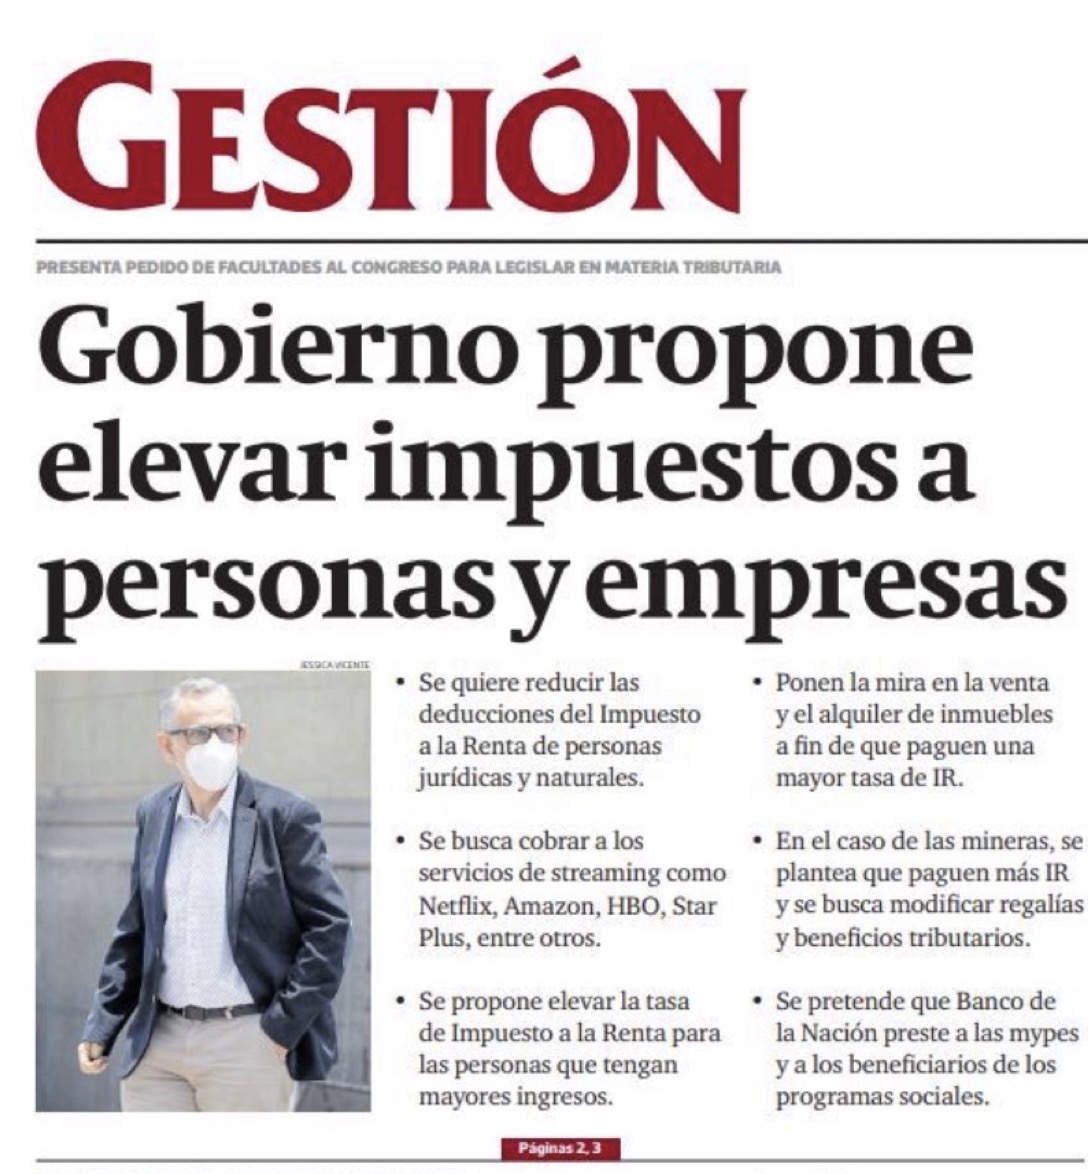 GESTIÓN
PRESENTA PEDIDO DE FACULTADES AL CONGRESO PARA LEGISLAR EN MATERIA TRIBUTARIA
Gobierno propone
elevar impuestos a
personas y empresas
JESSICA VICENTE
• Se quiere reducir las
deducciones del Impuesto
a la Renta de personas
jurídicas y naturales.
• Se busca cobrar a los
servicios de streaming como
Netflix, Amazon, HBO, Star
Plus, entre otros.
• Se propone elevar la tasa
de Impuesto a la Renta para
las personas que tengan
mayores ingresos.
• Ponen la mira en la venta
y el alquiler de inmuebles
a fin de que paguen una
mayor tasa de IR.
• En el caso de las mineras, se
plantea que paguen más IR
y se busca modificar regalías
y beneficios tributarios.
• Se pretende que Banco de
la Nación preste a las mypes
y a los beneficiarios de los
programas sociales.
Páginas 2, 3